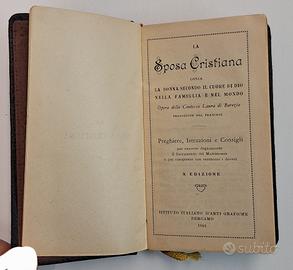 LA
Sposa Cristiana
OSSIA
LA DONNA SECONDO IL CUORE DI DIO
NELLA FAMIGLIA E NEL MONDO
Opera della Contessa Laura di Barezia
TRADUZIONE DAL FRANCESE
Preghiere, Istruzioni e Consigli
per ricevere degnamente
il Sacramento del Matrimonio
e per compierne con esattezza i doveri
X EDIZIONE
ISTITUTO ITALIANO D'ARTI GRAFICHE
BERGAMO
subito